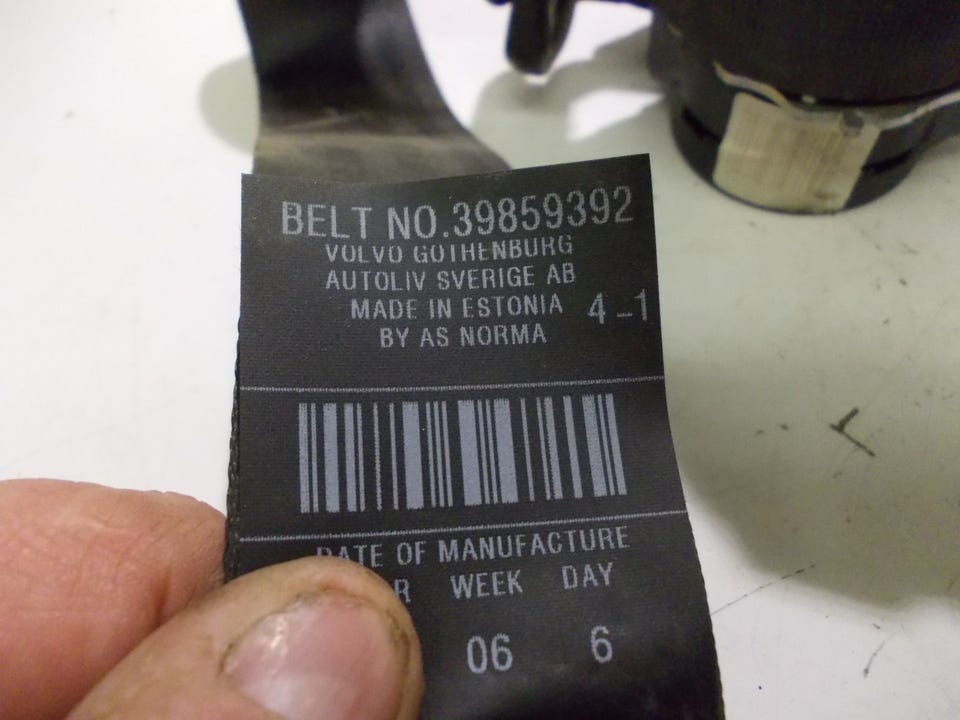 BELT NO.39859392
VOLVO GOTHENBURG
AUTOLIV SVERIGE AB
MADE IN ESTONIA 4-1
BY AS NORMA
DATE OF MANUFACTURE
R WEEK DAY
06 6